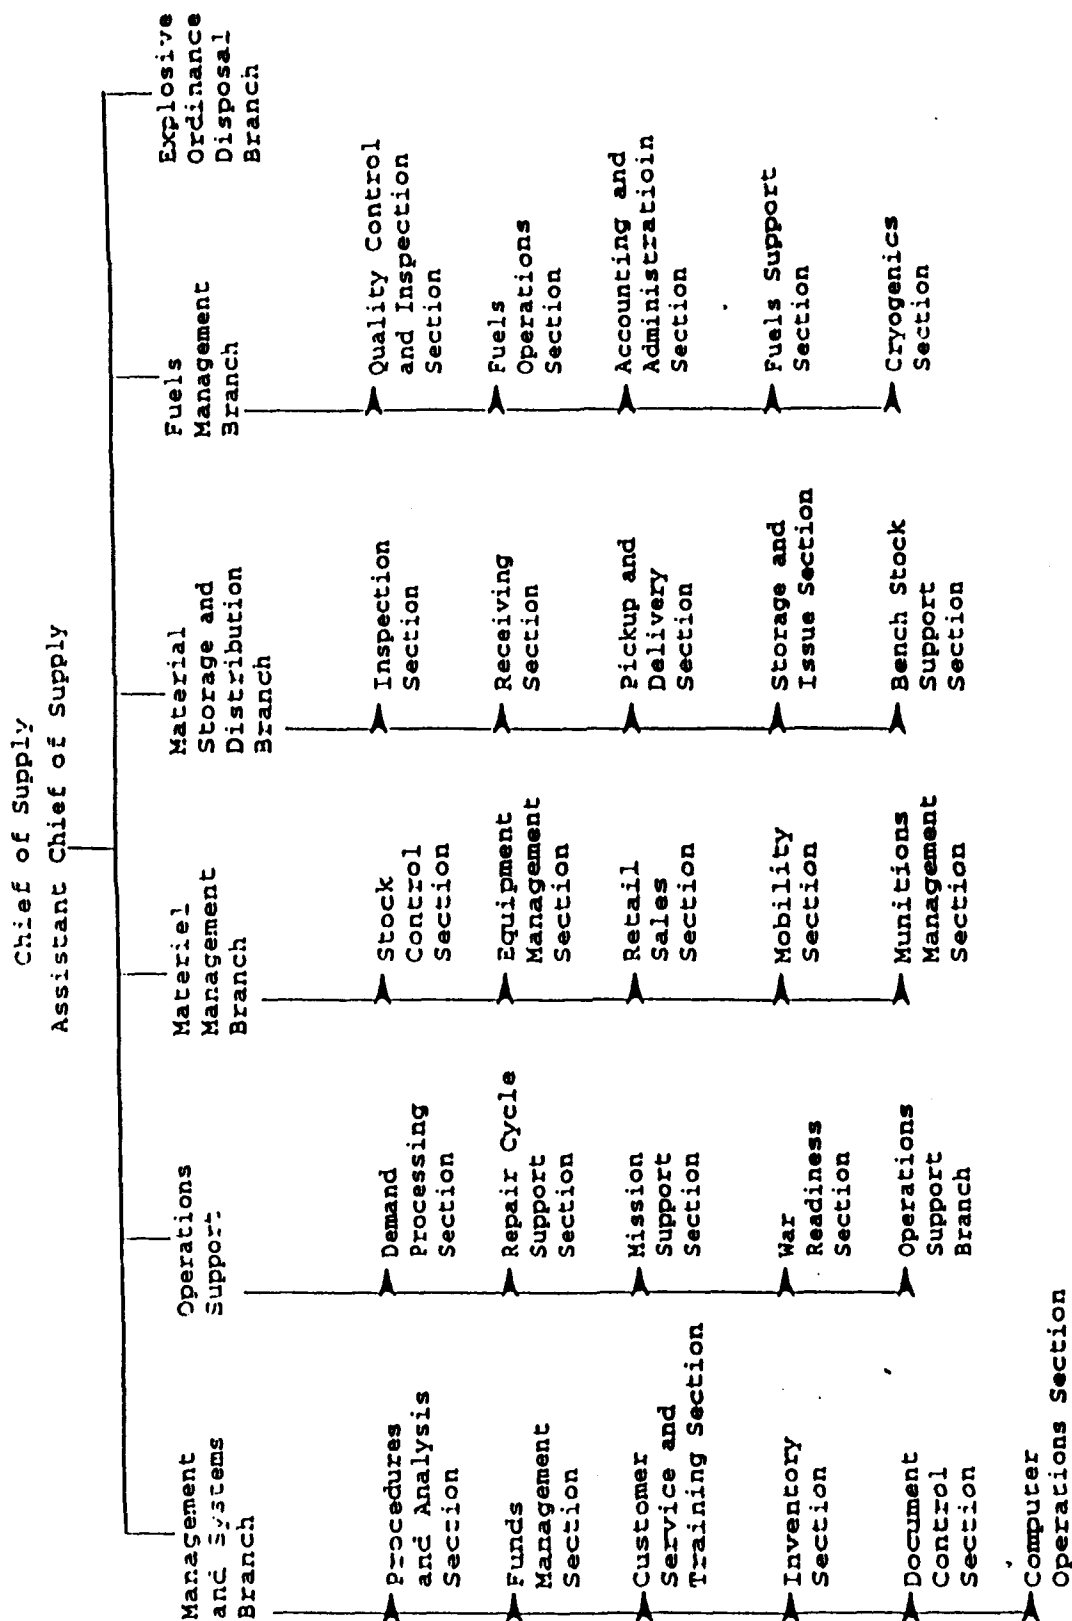 Chief of Supply
Assistant Chief of Supply
Management
and Systems
Branch
Procedures
and Analysis
Section
Funds
Management
Section
Customer
Service and
Training Section
Inventory
Section
Document
Control
Section
Computer
Operations Section
Operations
Support
Demand
Processing
Section
Repair Cycle
Support
Section
Mission
Support
Section
War
Readiness
Section
Operations
Support
Branch
Materiel
Management
Branch
Stock
Control
Section
Equipment
Management
Section
Retail
Sales
Section
Mobility
Section
Munitions
Management
Section
Material
Storage and
Distribution
Branch
Inspection
Section
Receiving
Section
Pickup and
Delivery
Section
Storage and
Issue Section
Bench Stock
Support
Section
Fuels
Management
Branch
Quality Control
and Inspection
Section
Fuels
Operations
Section
Accounting and
Administratioin
Section
Fuels Support
Section
Cryogenics
Section
Explosive
Ordinance
Disposal
Branch